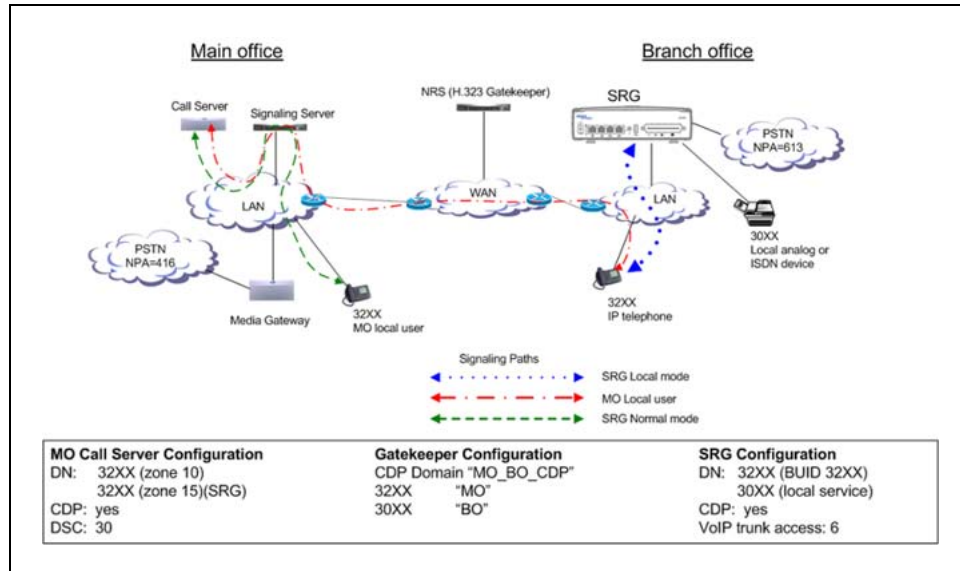 Main office
Branch office
NRS (H.323 Gatekeeper)
SRG
Call Server
Signaling Server
PSTN
NPA=613
WAN
LAN
LAN
PSTN
NPA=416
30XX
Local analog or
ISDN device
Media Gateway
32XX
MO local user
32XX
IP telephone
Signaling Paths
SRG Local mode
MO Local user
SRG Normal mode
MO Call Server Configuration
DN: 32XX (zone 10)
32XX (zone 15)(SRG)
CDP: yes
DSC: 30
Gatekeeper Configuration
CDP Domain "MO_BO_CDP"
32XX "MO"
30XX "BO"
SRG Configuration
DN: 32XX (BUID 32XX)
30XX (local service)
CDP: yes
VoIP trunk access: 6